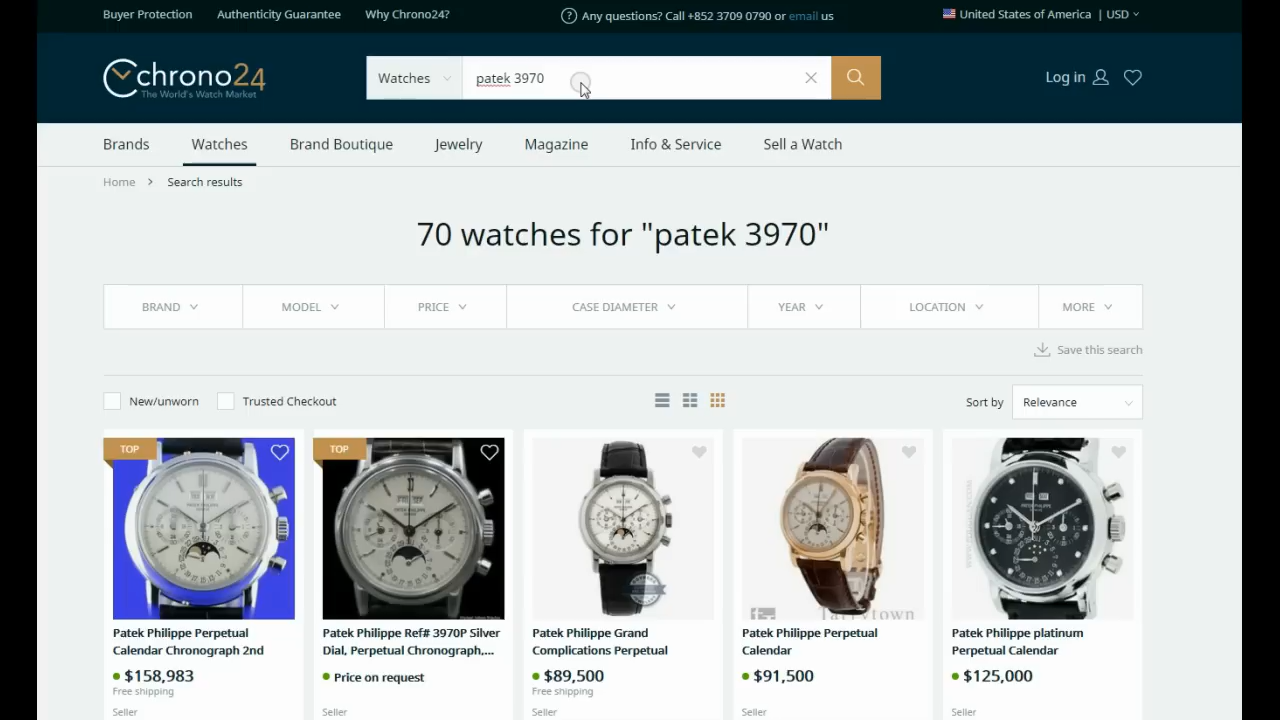 Buyer Protection Authenticity Guarantee Why Chrono24? ? Any questions? Call +852 3709 0790 or email us United States of America | USD
chrono24
The World's Watch Market
Watches patek 3970 Log in
Brands Watches Brand Boutique Jewelry Magazine Info & Service Sell a Watch
Home Search results
70 watches for "patek 3970"
BRAND MODEL PRICE CASE DIAMETER YEAR LOCATION MORE
Save this search
New/unworn Trusted Checkout Sort by Relevance
TOP TOP
Tarrytown
Patek Philippe Perpetual
Calendar Chronograph 2nd
$158,983
Free shipping
Seller
Patek Philippe Ref# 3970P Silver
Dial, Perpetual Chronograph,...
Price on request
Seller
Patek Philippe Grand
Complications Perpetual
$89,500
Free shipping
Seller
Patek Philippe Perpetual
Calendar
$91,500
Seller
Patek Philippe platinum
Perpetual Calendar
$125,000
Seller